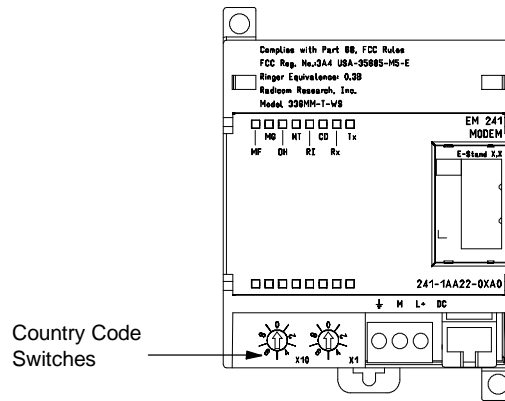 Complies with Part 68, FCC Rules
FCC Reg. No.:3A4 USA-35885-M5-E
Ringer Equivalence: 0.3B
Radicom Research, Inc.
Model 336MM-T-WS
EM 241
MODEM
E-Stand X.X
MG NT CD Tx
MF OH RI Rx
241-1AA22-0XA0
M L+ DC
Country Code
Switches
X10 X1